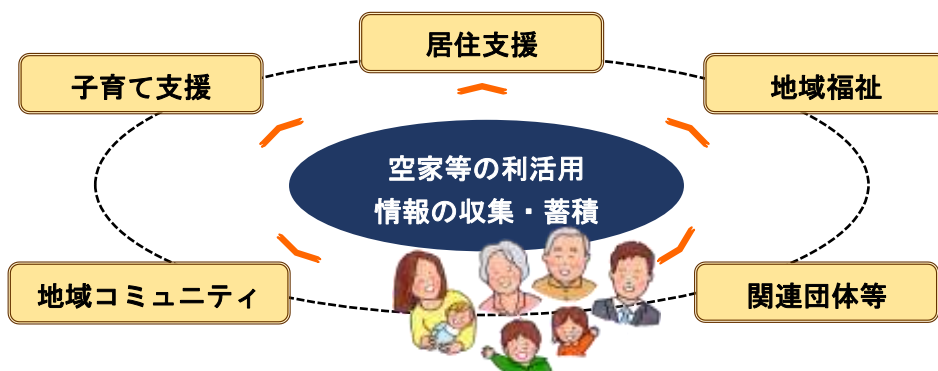 居住支援
子育て支援
地域福祉
空家等の利活用
情報の収集・蓄積
地域コミュニティ
関連団体等